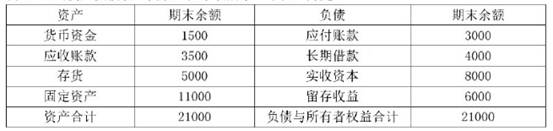 资产 期末余额 负债 期末余额
货币资金 1500 应付账款 3000
应收账款 3500 长期借款 4000
存货 5000 实收资本 8000
固定资产 11000 留存收益 6000
资产合计 21000 负债与所有者权益合计 21000